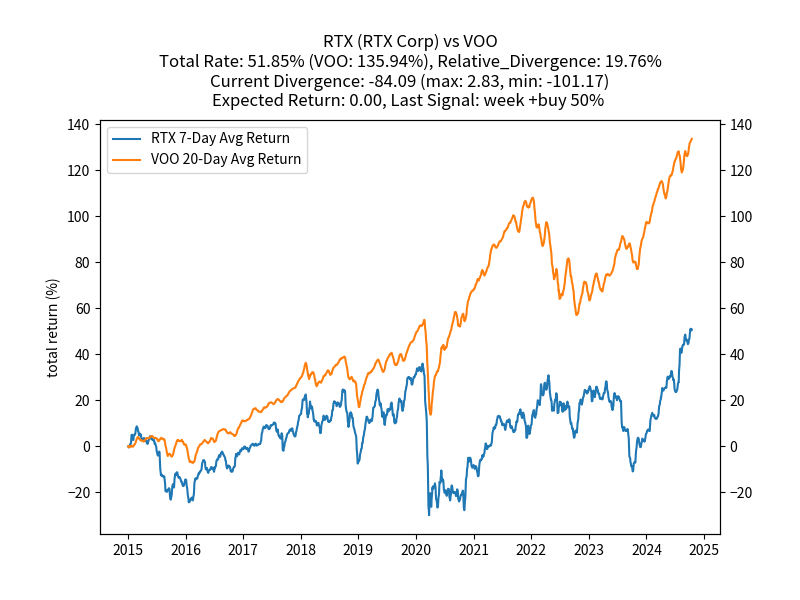 RTX (RTX Corp) vs VOO
Total Rate: 51.85% (VOO: 135.94%), Relative_Divergence: 19.76%
Current Divergence: -84.09 (max: 2.83, min: -101.17)
Expected Return: 0.00, Last Signal: week +buy 50%
RTX 7-Day Avg Return
VOO 20-Day Avg Return
total return (%)
140
120
100
80
60
40
20
0
−20
140
120
100
80
60
40
20
0
−20
2015 2016 2017 2018 2019 2020 2021 2022 2023 2024 2025